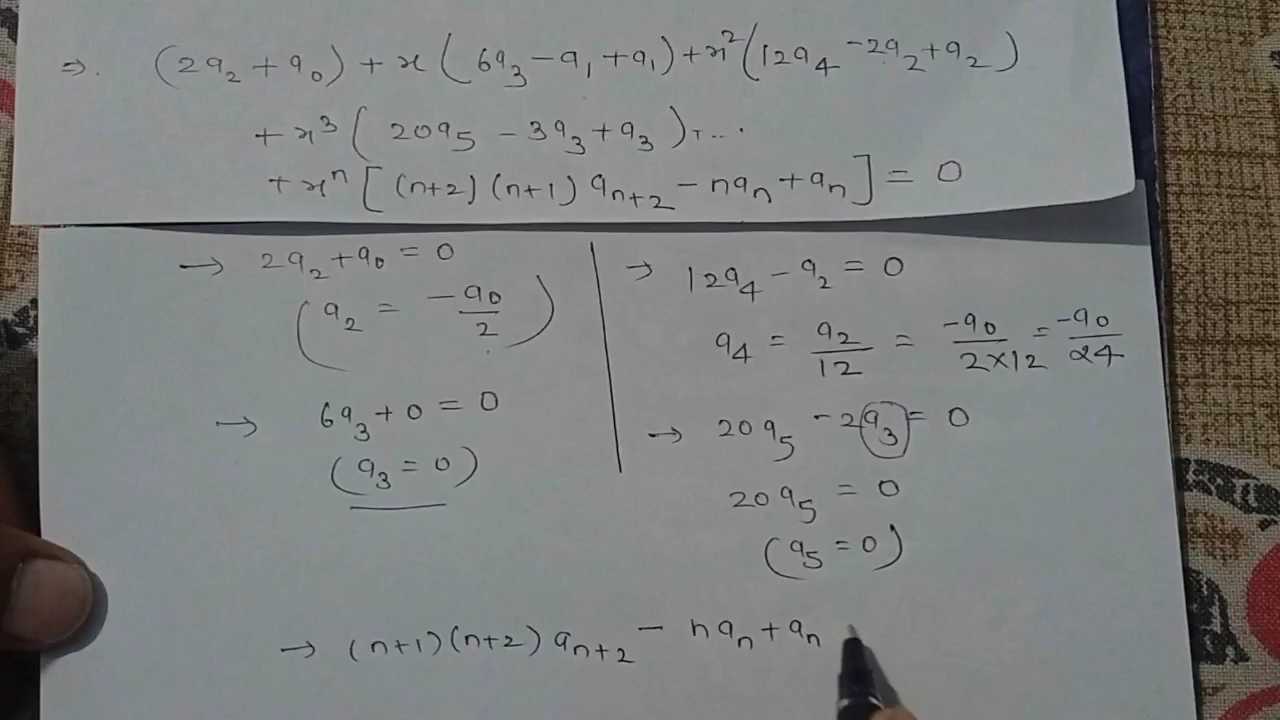 ⇒. (2a₂ + a₀) + x(6a₃ - a₁ + a₁) + x²(12a₄ - 2a₂ + a₂)
+ x³(20a₅ - 3a₃ + a₃) + ...
+ xⁿ[(n+2)(n+1) aₙ₊₂ - naₙ + aₙ] = 0
→ 2a₂ + a₀ = 0
(a₂ = -a₀/2)
→ 6a₃ + 0 = 0
(a₃ = 0)
→ 12a₄ - a₂ = 0
a₄ = a₂/12 = -a₀/2×12 = -a₀/24
→ 20a₅ - 2a₃ = 0
20a₅ = 0
(a₅ = 0)
→ (n+1)(n+2) aₙ₊₂ - naₙ + aₙ